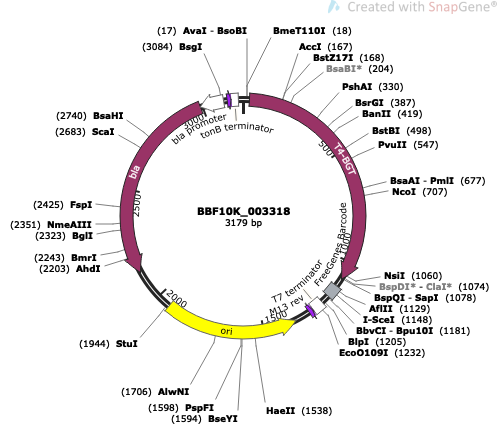 Created with SnapGene®
(17) AvaI - BsoBI
BmeT110I (18)
(3084) BsgI
AccI (167)
BstZ17I (168)
BsaBI* (204)
PshAI (330)
BsrGI (387)
BanII (419)
BstBI (498)
PvuII (547)
BsaAI - PmlI (677)
NcoI (707)
(2740) BsaHI
(2683) ScaI
(2425) FspI
(2351) NmeAIII
(2323) BglI
(2243) BmrI
(2203) AhdI
(1944) StuI
bla promoter
tonB terminator
3000
500
T4-BGT
bla
2500
BBF10K_003318
3179 bp
FreeGenes Barcode
1000
T7 terminator
M13 rev
2000
1500
ori
NsiI (1060)
BspDI* - ClaI* (1074)
BspQI - SapI (1078)
AflII (1129)
I-SceI (1148)
BbvCI - Bpu10I (1181)
BlpI (1205)
EcoO109I (1232)
(1706) AlwNI
(1598) PspFI
(1594) BseYI
HaeII (1538)